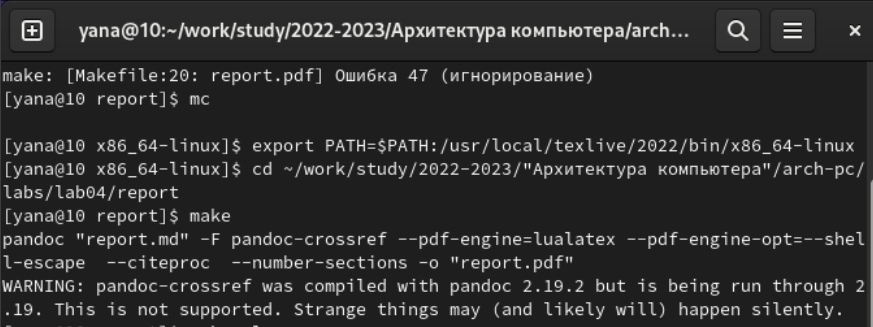 yana@10:~/work/study/2022-2023/Архитектура компьютера/arch...
make: [Makefile:20: report.pdf] Ошибка 47 (игнорирование)
[yana@10 report]$ mc
[yana@10 x86_64-linux]$ export PATH=$PATH:/usr/local/texlive/2022/bin/x86_64-linux
[yana@10 x86_64-linux]$ cd ~/work/study/2022-2023/"Архитектура компьютера"/arch-pc/
labs/lab04/report
[yana@10 report]$ make
pandoc "report.md" -F pandoc-crossref --pdf-engine=lualatex --pdf-engine-opt=--shel
l-escape  --citeproc  --number-sections -o "report.pdf"
WARNING: pandoc-crossref was compiled with pandoc 2.19.2 but is being run through 2
.19. This is not supported. Strange things may (and likely will) happen silently.